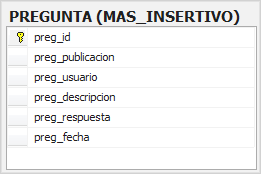 PREGUNTA (MAS_INSERTIVO)
preg_id
preg_publicacion
preg_usuario
preg_descripcion
preg_respuesta
preg_fecha